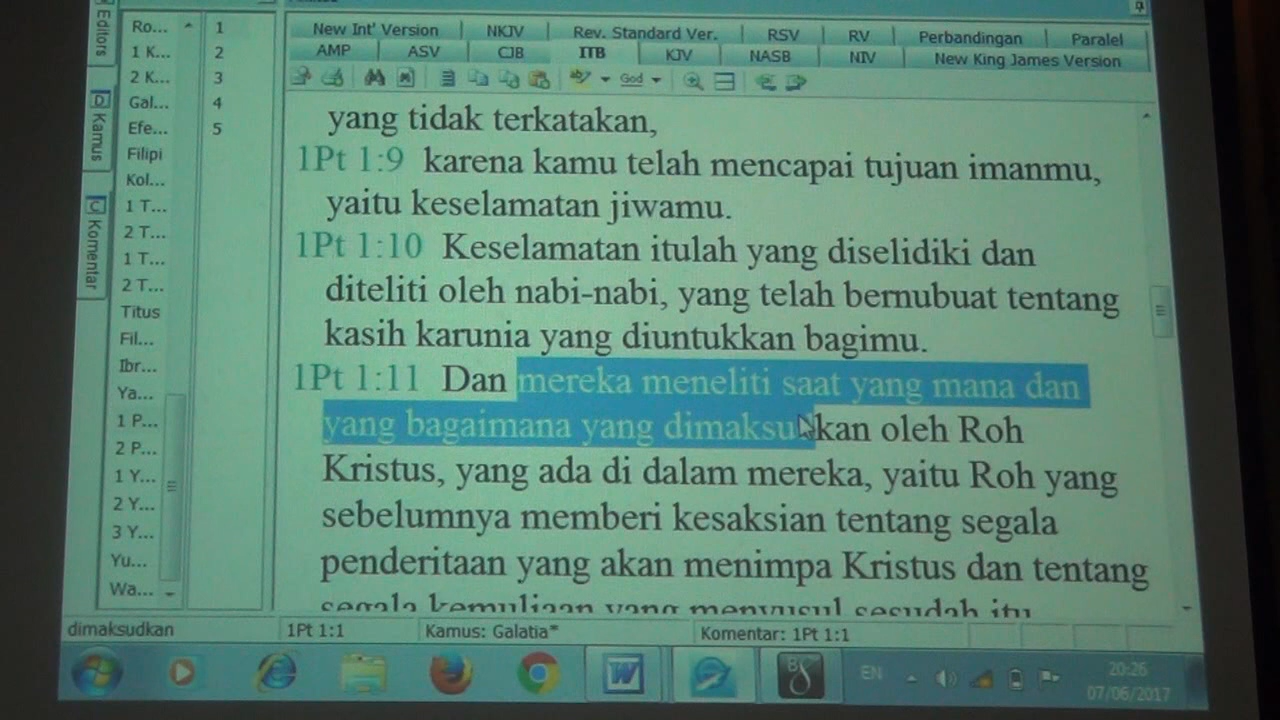 New Int' Version NKJV Rev. Standard Ver. RSV RV Perbandingan Paralel
AMP ASV CJB ITB KJV NASB NIV New King James Version
God
Editors
Kamus
Komentar
Ro...
1 K...
2 K...
Gal...
Efe...
Filipi
Kol...
1 T...
2 T...
1 T...
2 T...
Titus
Fil...
Ibr...
Ya...
1 P...
2 P...
1 Y...
2 Y...
3 Y...
Yu...
Wa...
1
2
3
4
5
yang tidak terkatakan,
1Pt 1:9 karena kamu telah mencapai tujuan imanmu,
yaitu keselamatan jiwamu.
1Pt 1:10 Keselamatan itulah yang diselidiki dan
diteliti oleh nabi-nabi, yang telah bernubuat tentang
kasih karunia yang diuntukkan bagimu.
1Pt 1:11 Dan mereka meneliti saat yang mana dan
yang bagaimana yang dimaksudkan oleh Roh
Kristus, yang ada di dalam mereka, yaitu Roh yang
sebelumnya memberi kesaksian tentang segala
penderitaan yang akan menimpa Kristus dan tentang
segala kemuliaan yang menyusul sesudah itu.
dimaksudkan 1Pt 1:1 Kamus: Galatia* Komentar: 1Pt 1:1
EN
20:26
07/06/2017